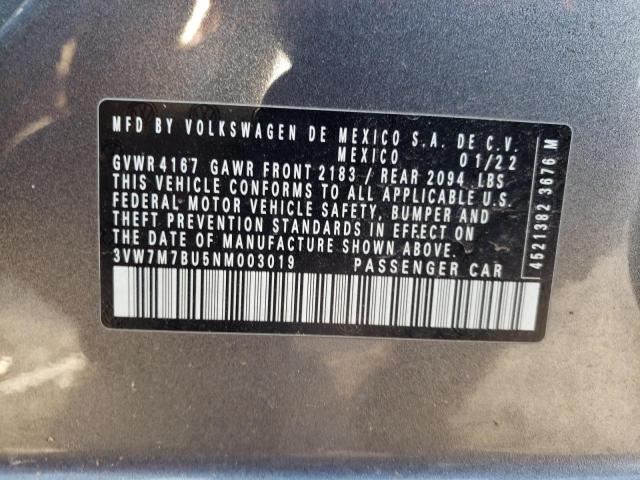 MFD BY VOLKSWAGEN DE MEXICO S.A. DE C.V.
MEXICO 01/22
GVWR 4167 GAWR FRONT 2183 / REAR 2094 LBS
THIS VEHICLE CONFORMS TO ALL APPLICABLE U.S.
FEDERAL MOTOR VEHICLE SAFETY, BUMPER AND
THEFT PREVENTION STANDARDS IN EFFECT ON
THE DATE OF MANUFACTURE SHOWN ABOVE.
3VW7M7BU5NM003019 PASSENGER CAR
4521382 3676 M